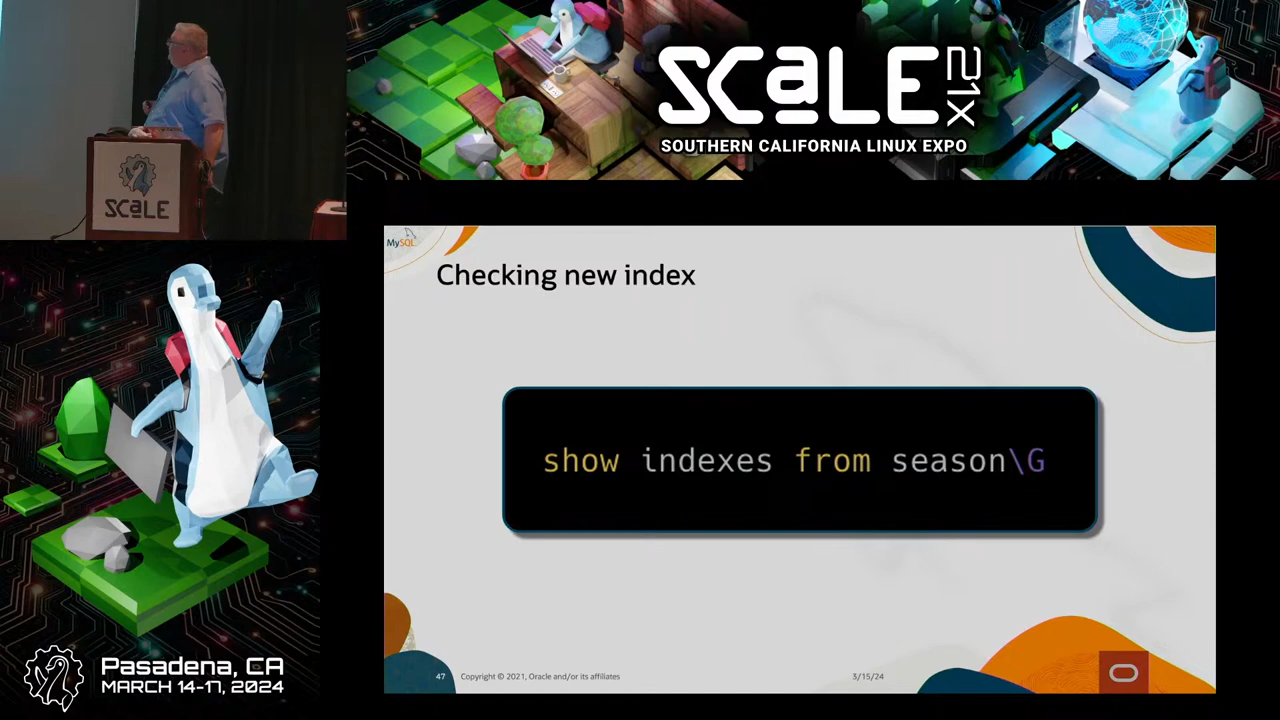 SCaLE 21x
SOUTHERN CALIFORNIA LINUX EXPO
SCaLE
MySQL
Checking new index
show indexes from season\G
47
Copyright © 2021, Oracle and/or its affiliates
3/15/24
Pasadena, CA
MARCH 14-17, 2024